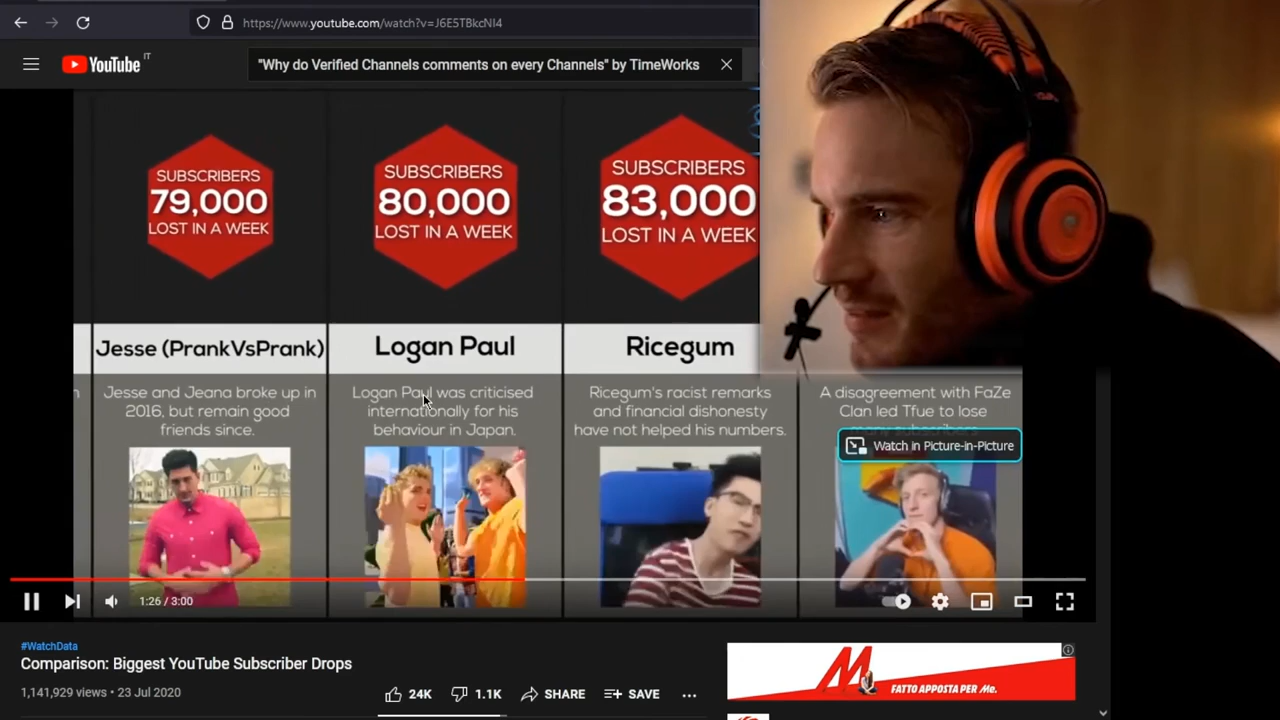 https://www.youtube.com/watch?v=J6E5TBkcNI4
YouTube IT
"Why do Verified Channels comments on every Channels" by TimeWorks
SUBSCRIBERS
79,000
LOST IN A WEEK
SUBSCRIBERS
80,000
LOST IN A WEEK
SUBSCRIBERS
83,000
LOST IN A WEEK
Jesse (PrankVsPrank)
Logan Paul
Ricegum
Jesse and Jeana broke up in
2016, but remain good
friends since.
Logan Paul was criticised
internationally for his
behaviour in Japan.
Ricegum's racist remarks
and financial dishonesty
have not helped his numbers.
A disagreement with FaZe
Clan led Tfue to lose
many subscribers
Watch in Picture-in-Picture
1:26 / 3:00
#WatchData
Comparison: Biggest YouTube Subscriber Drops
1,141,929 views • 23 Jul 2020
24K
1.1K
SHARE
SAVE
M
FATTO APPOSTA PER Me.